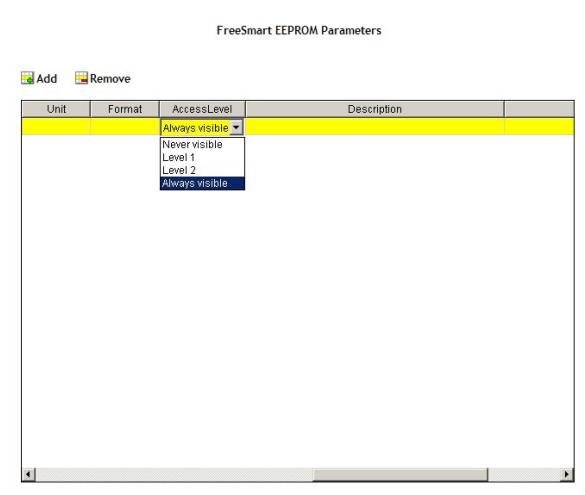 FreeSmart EEPROM Parameters
Add Remove
Unit Format AccessLevel Description
Always visible
Never visible
Level 1
Level 2
Always visible